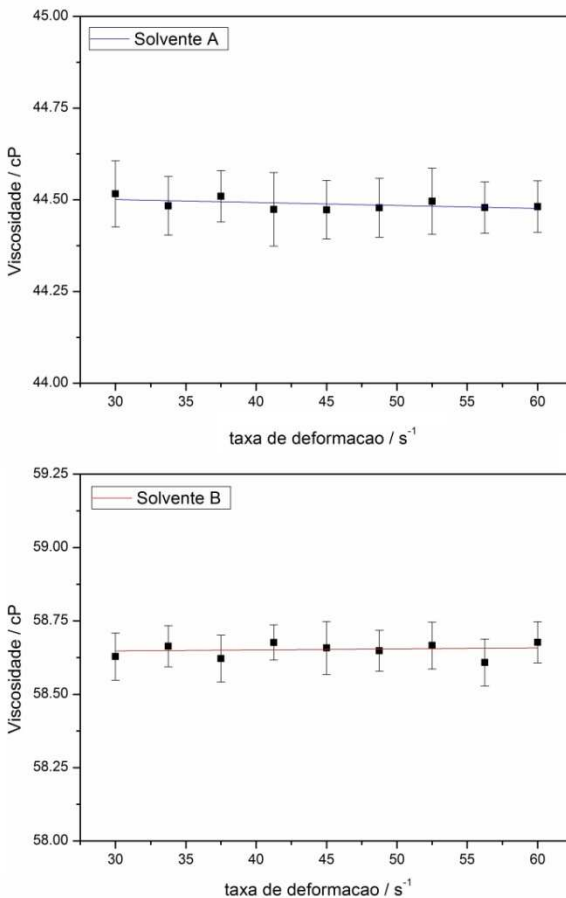 45.00
Solvente A
44.75
44.50
44.25
44.00
Viscosidade / cP
30 35 40 45 50 55 60
taxa de deformacao / s⁻¹
59.25
Solvente B
59.00
58.75
58.50
58.25
58.00
Viscosidade / cP
30 35 40 45 50 55 60
taxa de deformacao / s⁻¹